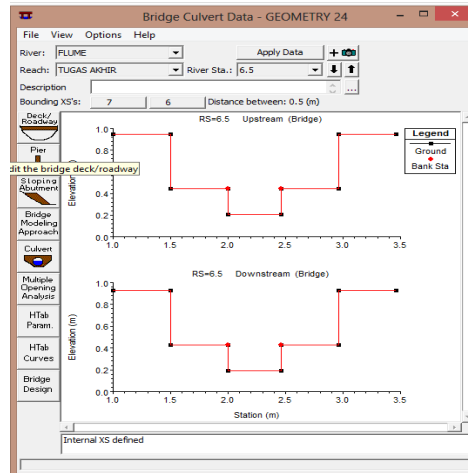 Bridge Culvert Data - GEOMETRY 24
File View Options Help
River: FLUME Apply Data
Reach: TUGAS AKHIR River Sta.: 6.5
Description ...
Bounding XS's: 7 6 Distance between: 0.5 (m)
Deck/
Roadway
Pier
dit the bridge deck/roadway
Sloping
Abutment
Bridge
Modeling
Approach
Culvert
Multiple
Opening
Analysis
HTab
Param.
HTab
Curves
Bridge
Design
RS=6.5 Upstream (Bridge)
1.0
0.8
0.4
0.2
0.0
1.0 1.5 2.0 2.5 3.0 3.5
Legend
Ground
Bank Sta
RS=6.5 Downstream (Bridge)
Elevation (m)
1.0
0.8
0.6
0.4
0.2
0.0
1.0 1.5 2.0 2.5 3.0 3.5
Station (m)
Internal XS defined